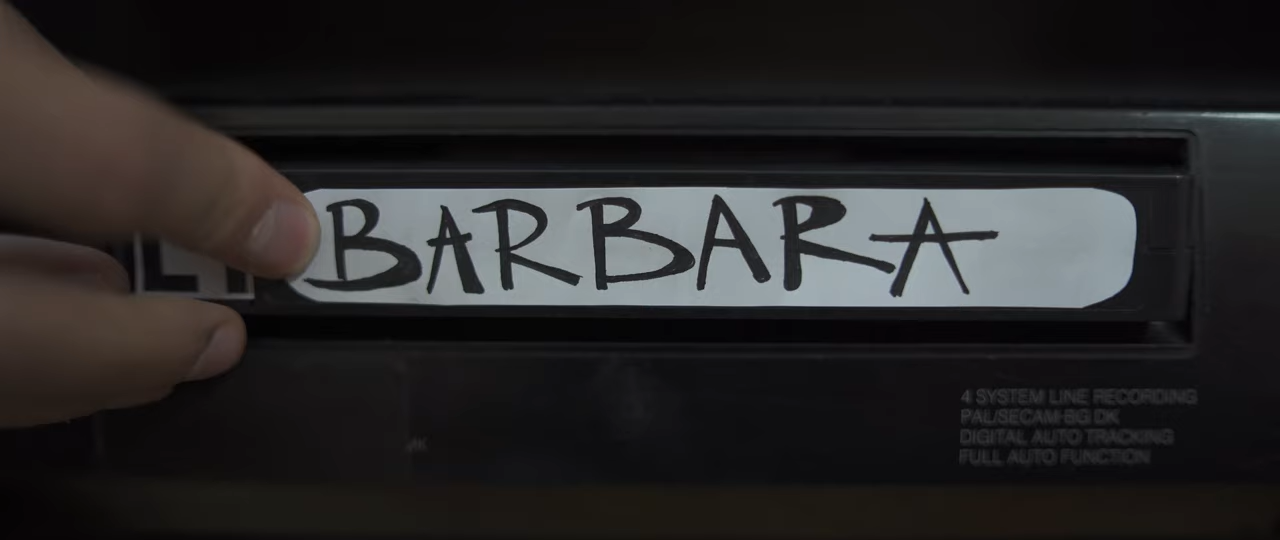 BARBARA
4 SYSTEM LINE RECORDING
PAL/SECAM-BG.DK
DIGITAL AUTO TRACKING
FULL AUTO FUNCTION